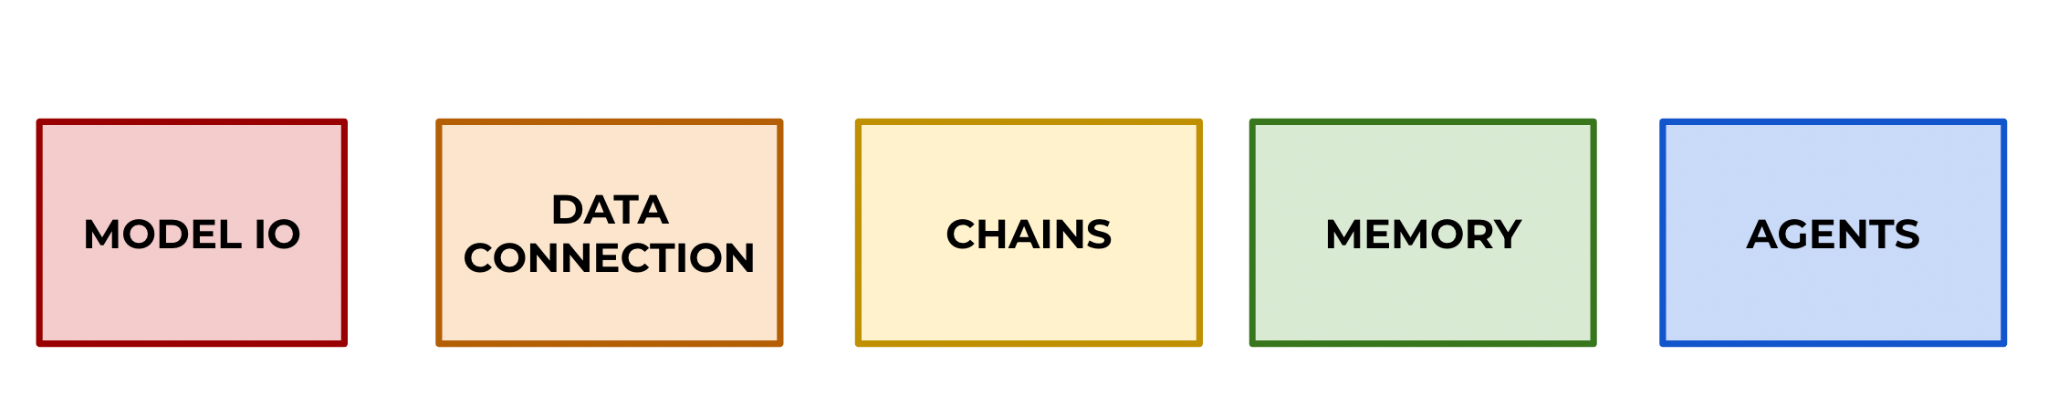 MODEL IO
DATA
CONNECTION
CHAINS
MEMORY
AGENTS